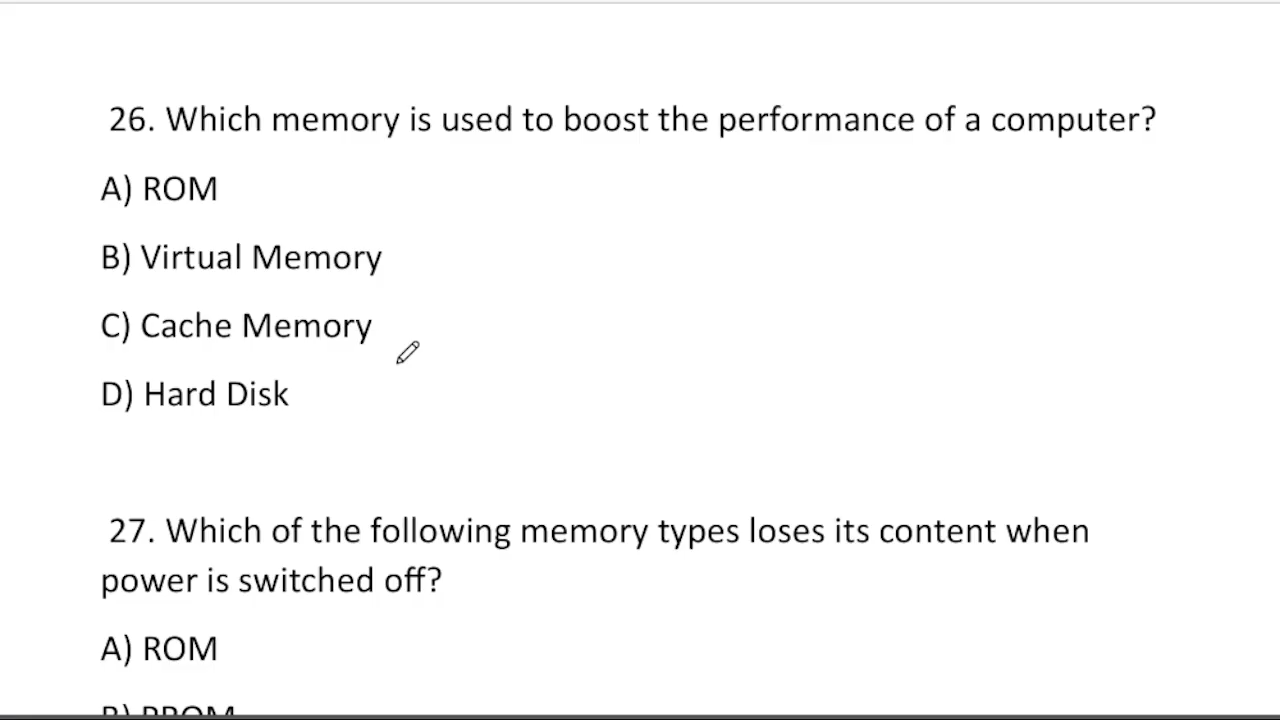 26. Which memory is used to boost the performance of a computer?
A) ROM
B) Virtual Memory
C) Cache Memory
D) Hard Disk
27. Which of the following memory types loses its content when
power is switched off?
A) ROM
B) PROM